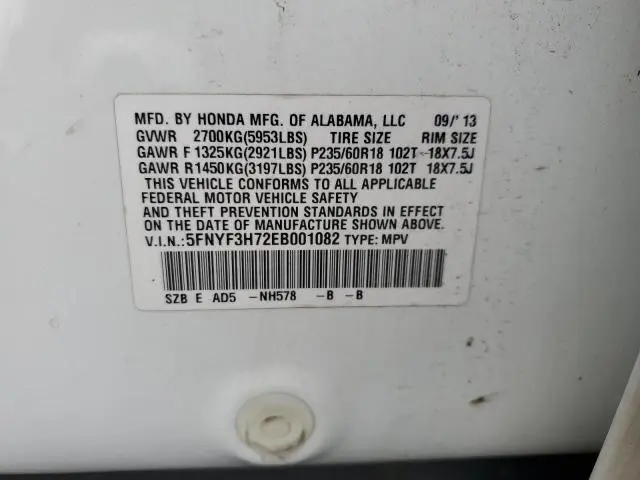 MFD. BY HONDA MFG. OF ALABAMA, LLC 09/'13
GVWR 2700KG(5953LBS) TIRE SIZE RIM SIZE
GAWR F 1325KG(2921LBS) P235/60R18 102T 18X7.5J
GAWR R 1450KG(3197LBS) P235/60R18 102T 18X7.5J
THIS VEHICLE CONFORMS TO ALL APPLICABLE
FEDERAL MOTOR VEHICLE SAFETY
AND THEFT PREVENTION STANDARDS IN EFFECT
ON THE DATE OF MANUFACTURE SHOWN ABOVE.
V.I.N.:5FNYF3H72EB001082 TYPE: MPV
SZB E AD5 -NH578 -B -B